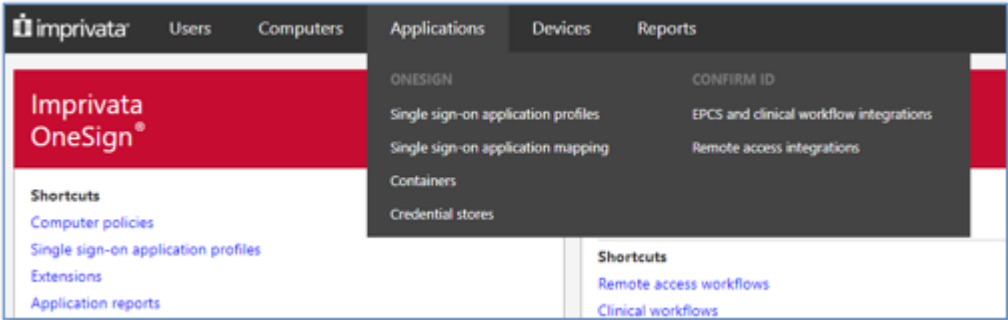 imprivata Users Computers Applications Devices Reports
ONESIGN
Single sign-on application profiles
Single sign-on application mapping
Containers
Credential stores
CONFIRM ID
EPCS and clinical workflow integrations
Remote access integrations
Imprivata
OneSign®
Shortcuts
Computer policies
Single sign-on application profiles
Extensions
Application reports
Shortcuts
Remote access workflows
Clinical workflows